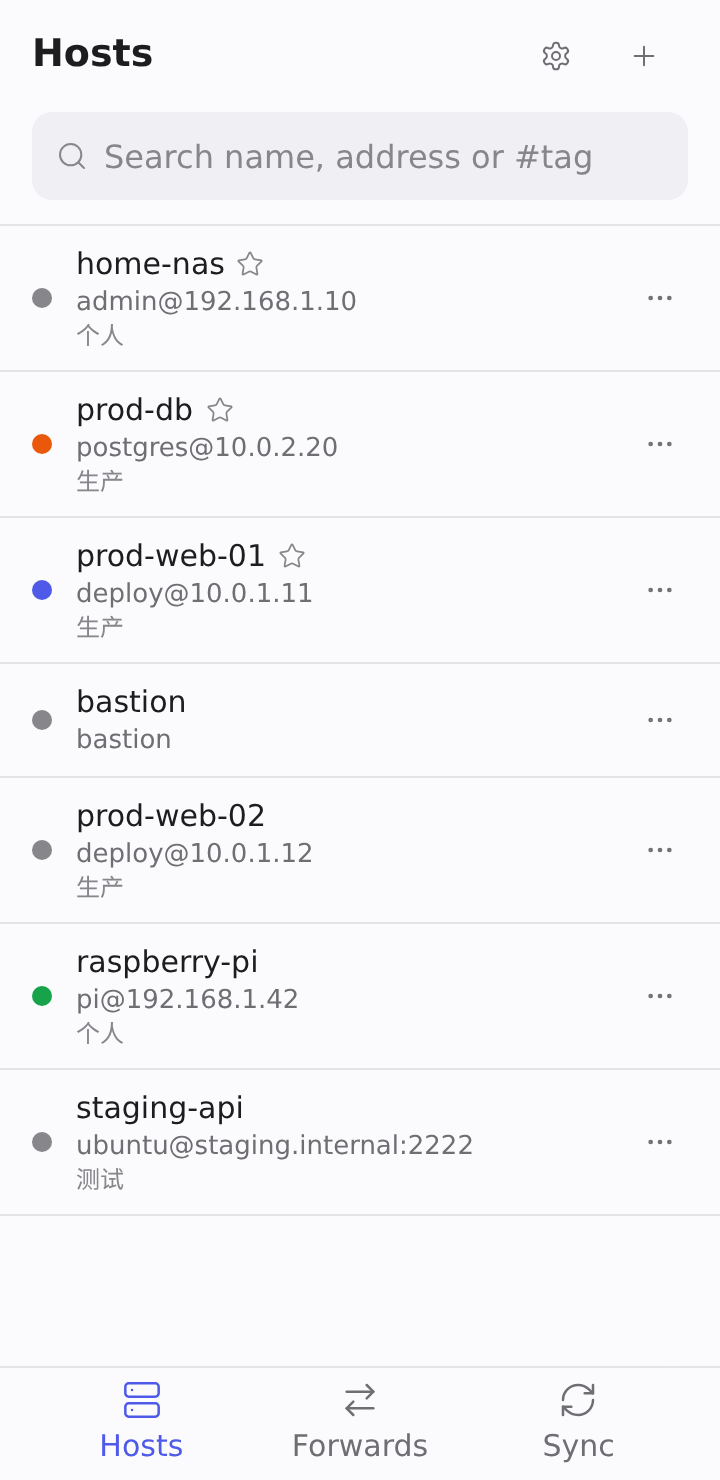 Hosts
Search name, address or #tag
home-nas
admin@192.168.1.10
个人
prod-db
postgres@10.0.2.20
生产
prod-web-01
deploy@10.0.1.11
生产
bastion
bastion
prod-web-02
deploy@10.0.1.12
生产
raspberry-pi
pi@192.168.1.42
个人
staging-api
ubuntu@staging.internal:2222
测试
Hosts
Forwards
Sync